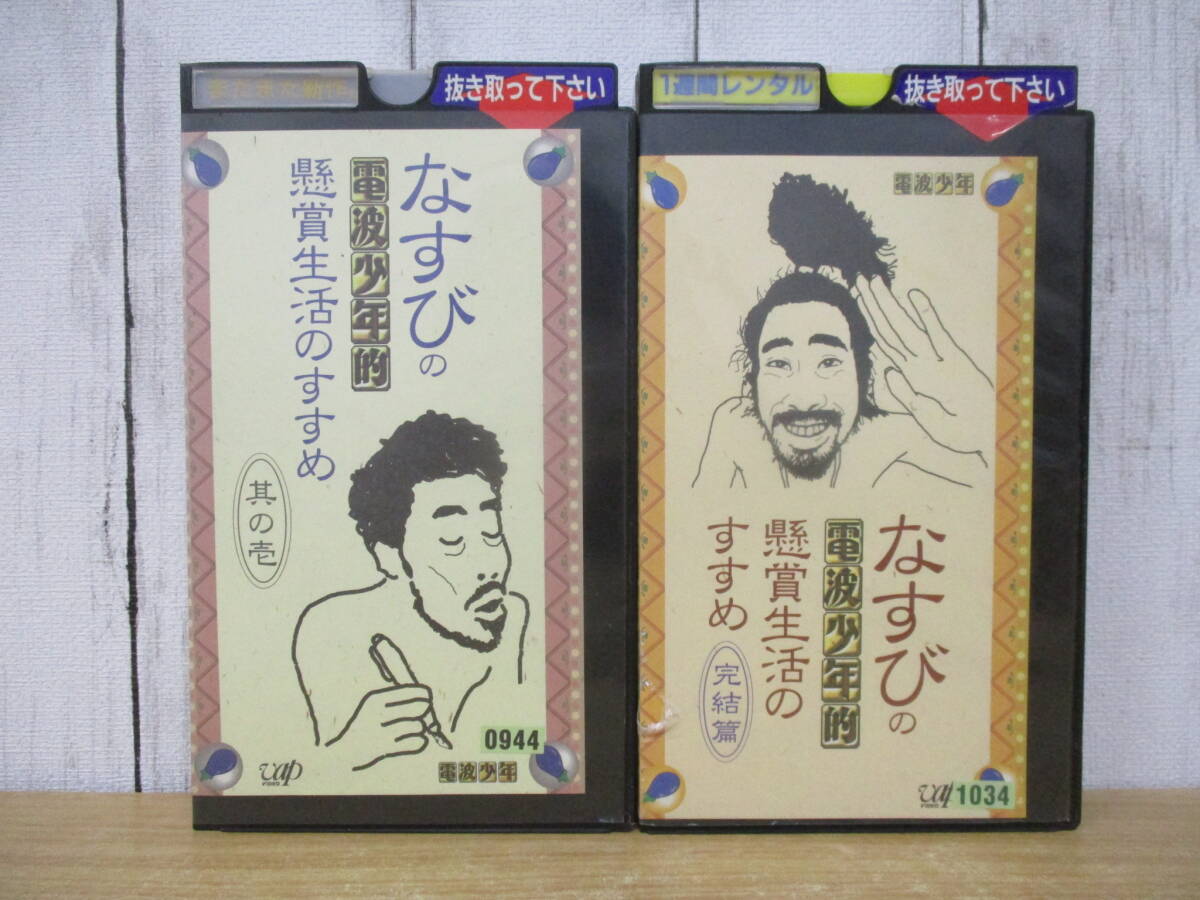 抜き取って下さい
なすびの
電波少年的
懸賞生活のすすめ
其の壱
0944
vap
VIDEO
電波少年
1週間レンタル
抜き取って下さい
電波少年
なすびの
電波少年的
懸賞生活の
すすめ
完結篇
VIDEO
1034